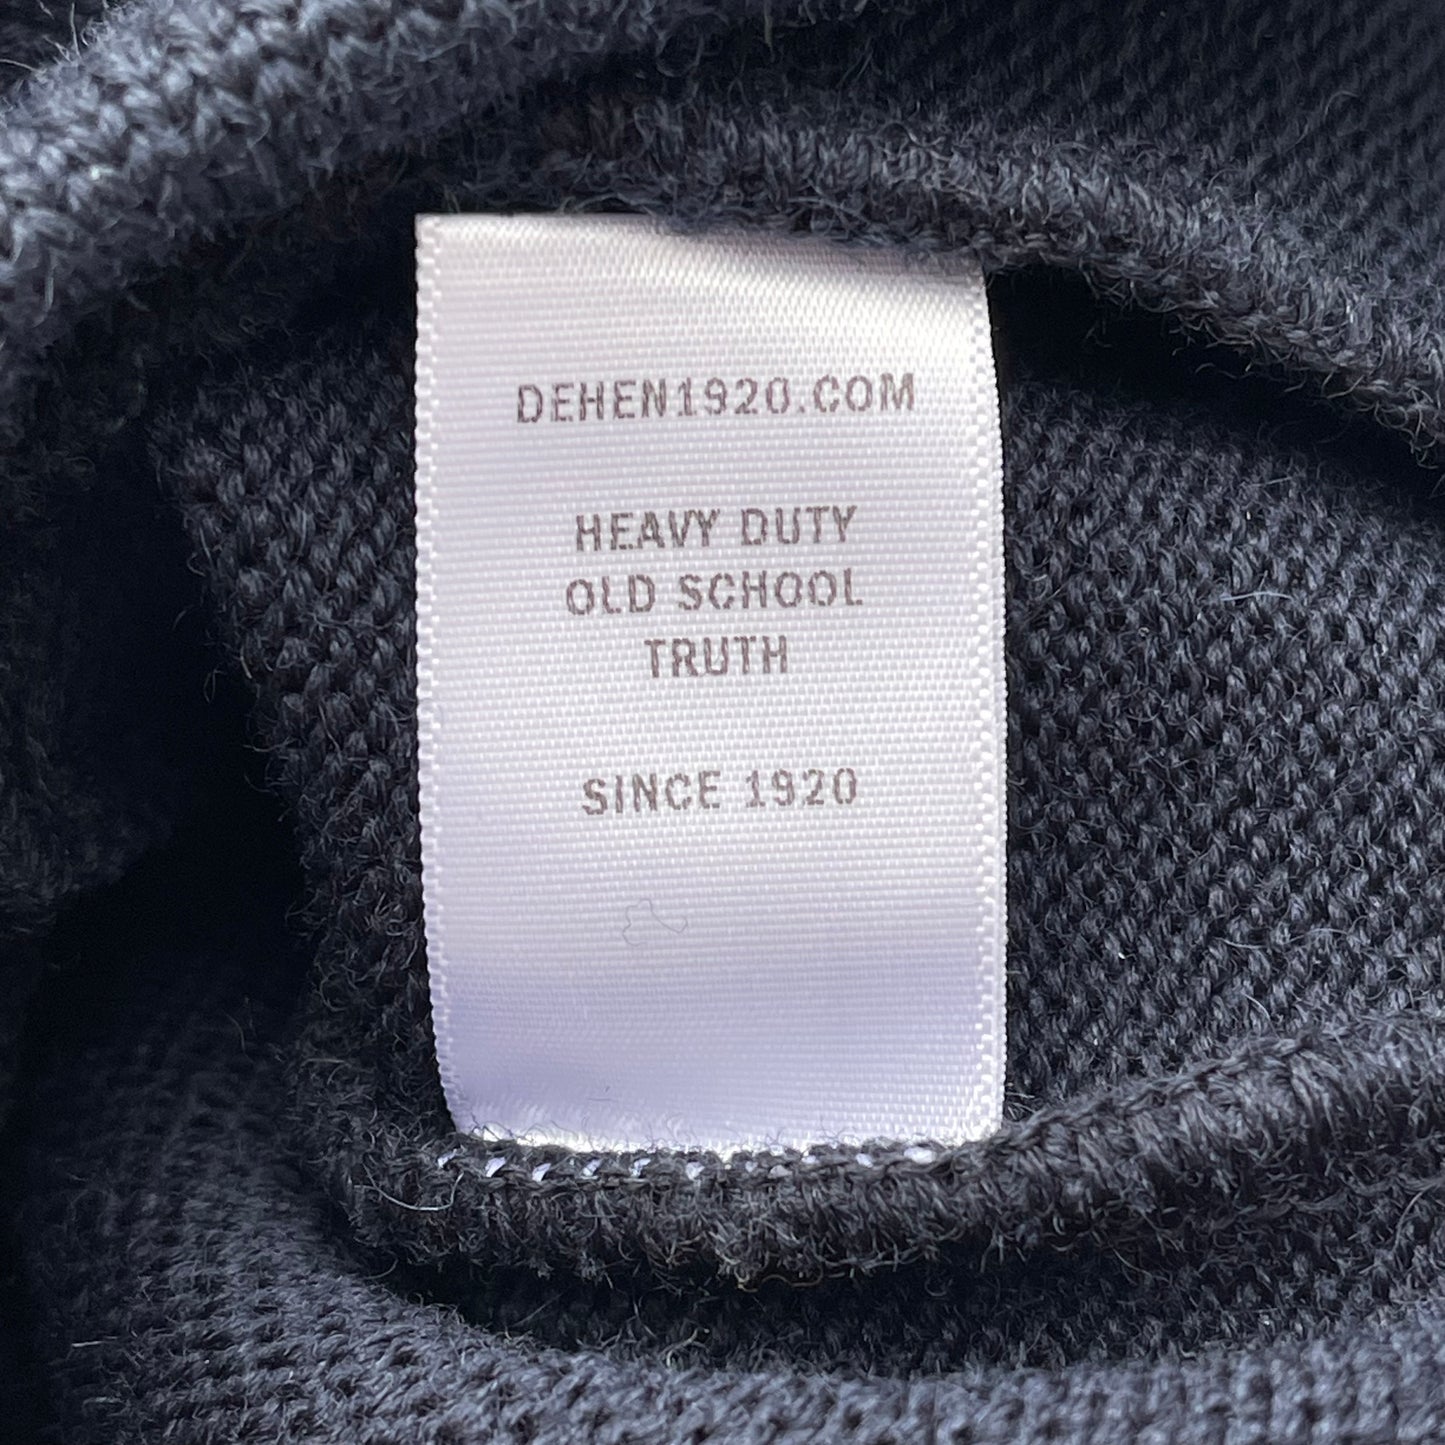 DEHEN1920.COM
HEAVY DUTY
OLD SCHOOL
TRUTH
SINCE 1920